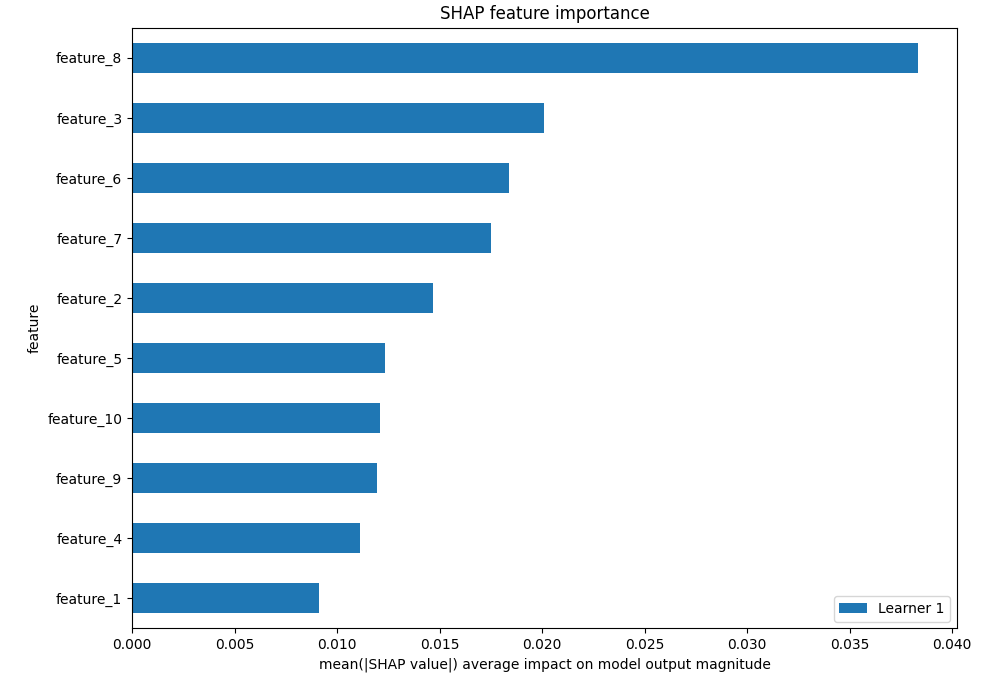 SHAP feature importance
feature_8
feature_3
feature_6
feature_7
feature_2
feature_5
feature_10
feature_9
feature_4
feature_1
feature
Learner 1
0.000 0.005 0.010 0.015 0.020 0.025 0.030 0.035 0.040
mean(|SHAP value|) average impact on model output magnitude